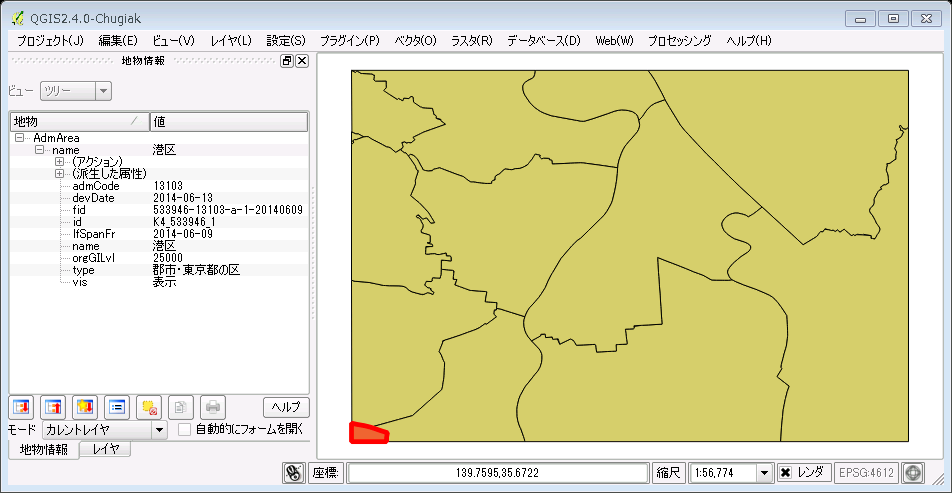 QGIS2.4.0-Chugiak
プロジェクト(J) 編集(E) ビュー(V) レイヤ(L) 設定(S) プラグイン(P) ベクタ(O) ラスタ(R) データベース(D) Web(W) プロセッシング ヘルプ(H)
地物情報
ビュー ツリー
地物 値
AdmArea
name 港区
(アクション)
(派生した属性)
admCode 13103
devDate 2014-06-13
fid 533946-13103-a-1-20140609
id K4_533946_1
lfSpanFr 2014-06-09
name 港区
orgGILvl 25000
type 郡市・東京都の区
vis 表示
ヘルプ
モード カレントレイヤ 自動的にフォームを開く
地物情報 レイヤ
座標: 139.7595,35.6722 縮尺 1:56,774 レンダ EPSG:4612